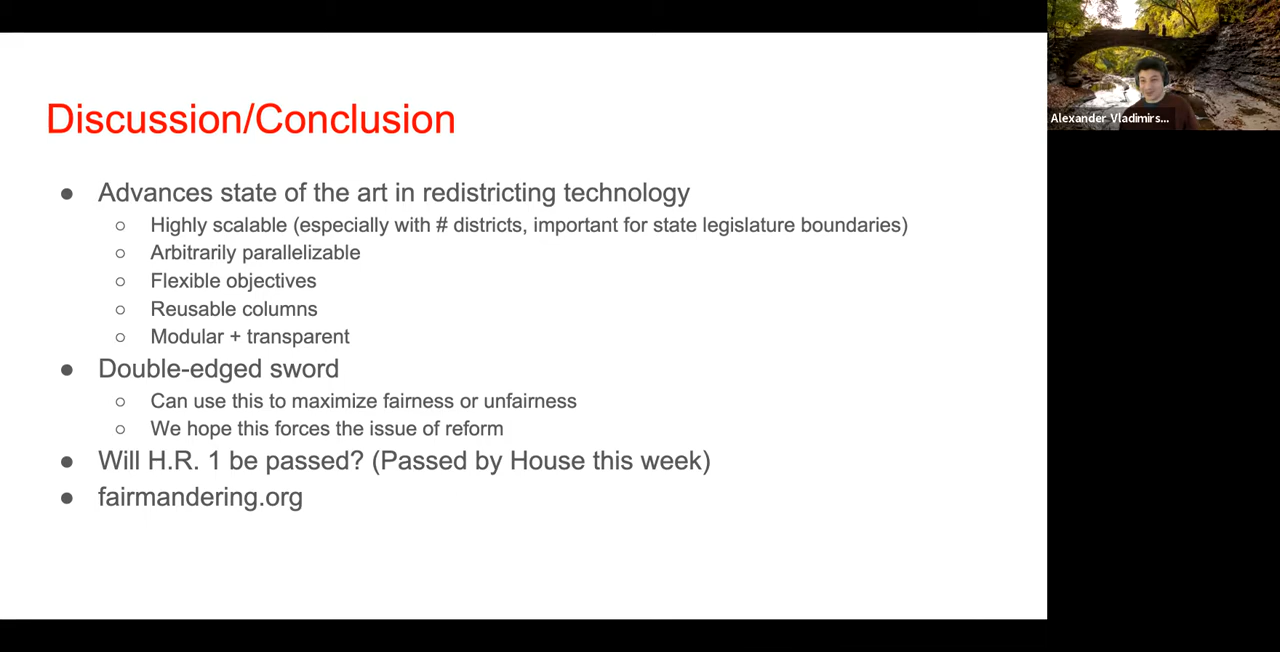 Discussion/Conclusion
● Advances state of the art in redistricting technology
○ Highly scalable (especially with # districts, important for state legislature boundaries)
○ Arbitrarily parallelizable
○ Flexible objectives
○ Reusable columns
○ Modular + transparent
● Double-edged sword
○ Can use this to maximize fairness or unfairness
○ We hope this forces the issue of reform
● Will H.R. 1 be passed? (Passed by House this week)
● fairmandering.org
Alexander Vladimirs...